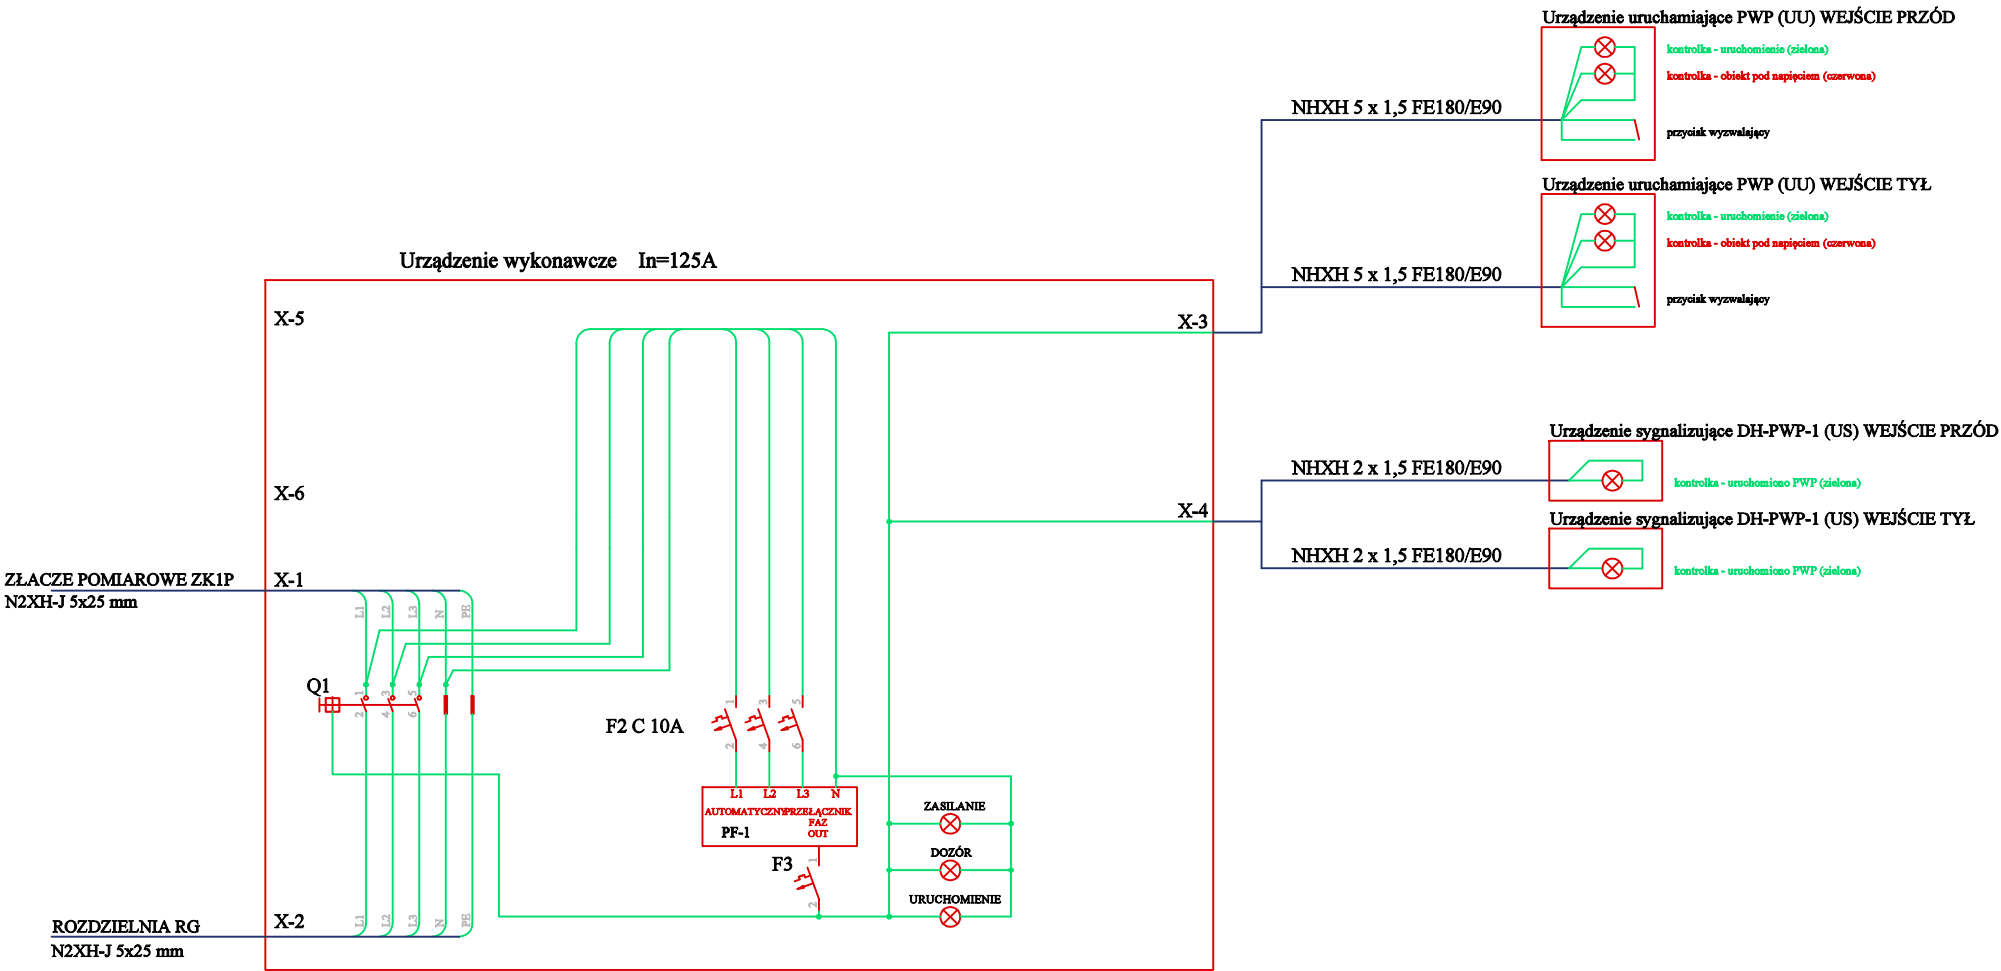 Urządzenie uruchamiające PWP (UU) WEJŚCIE PRZÓD
kontrolka - uruchomienie (zielona)
kontrolka - obiekt pod napięciem (czerwona)
NHXH 5 x 1,5 FE180/E90
przycisk wyzwalający
Urządzenie uruchamiające PWP (UU) WEJŚCIE TYŁ
kontrolka - uruchomienie (zielona)
kontrolka - obiekt pod napięciem (czerwona)
NHXH 5 x 1,5 FE180/E90
przycisk wyzwalający
Urządzenie wykonawcze In=125A
X-5
X-3
Urządzenie sygnalizujące DH-PWP-1 (US) WEJŚCIE PRZÓD
NHXH 2 x 1,5 FE180/E90
kontrolka - uruchomiono PWP (zielona)
X-6
X-4
Urządzenie sygnalizujące DH-PWP-1 (US) WEJŚCIE TYŁ
NHXH 2 x 1,5 FE180/E90
kontrolka - uruchomiono PWP (zielona)
ZŁACZE POMIAROWE ZK1P
X-1
N2XH-J 5x25 mm
L1 L2 L3 N PE
Q1
1 3 5
2 4 6
F2 C 10A
1 3 5
2 4 6
L1 L2 L3 N
AUTOMATYCZNY PRZEŁĄCZNIK
FAZ
PF-1
OUT
ZASILANIE
DOZÓR
F3
1
2
URUCHOMIENIE
L1 L2 L3 N PE
ROZDZIELNIA RG
X-2
N2XH-J 5x25 mm